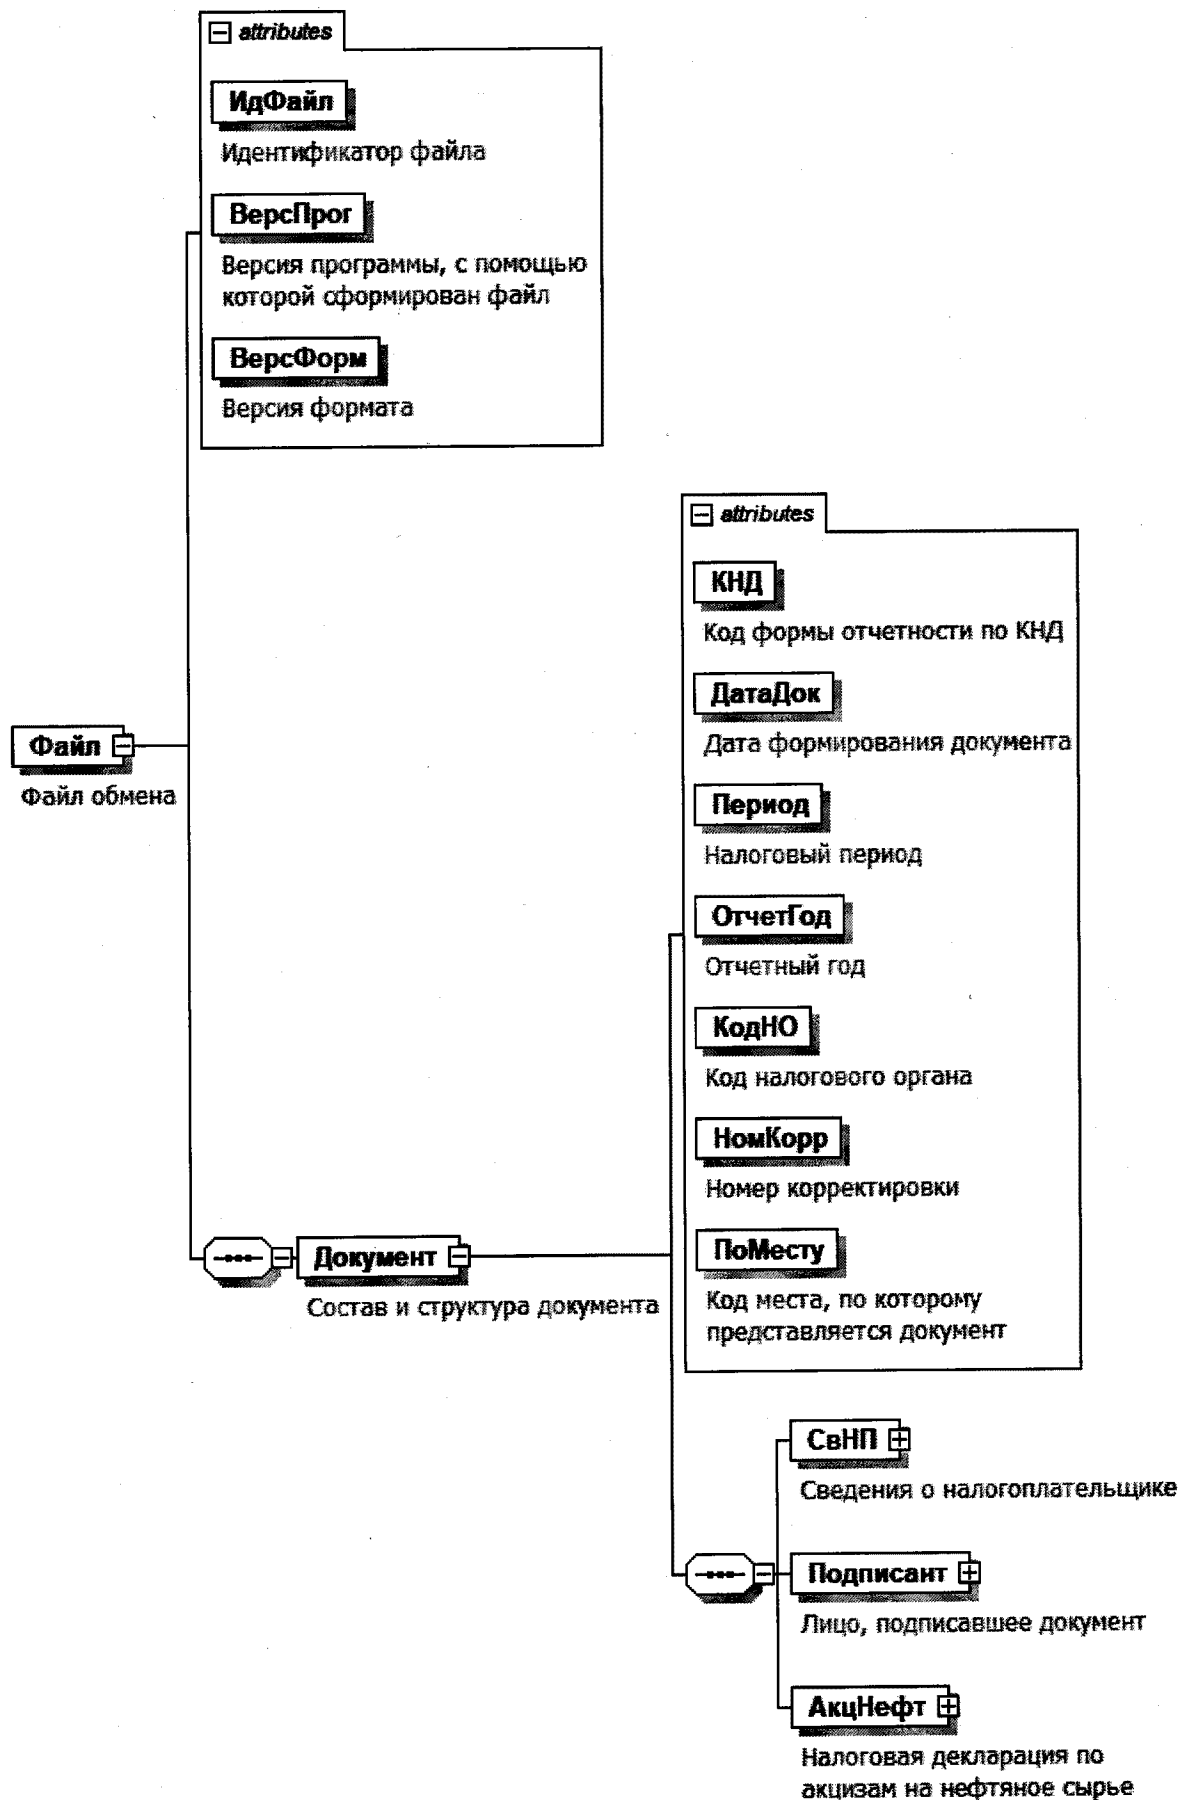 attributes
ИдФайл
Идентификатор файла
ВерсПрог
Версия программы, с помощью
которой сформирован файл
ВерсФорм
Версия формата
Файл
Файл обмена
Документ
Состав и структура документа
attributes
КНД
Код формы отчетности по КНД
ДатаДок
Дата формирования документа
Период
Налоговый период
ОтчетГод
Отчетный год
КодНО
Код налогового органа
НомКорр
Номер корректировки
ПоМесту
Код места, по которому
представляется документ
СвНП
Сведения о налогоплательщике
Подписант
Лицо, подписавшее документ
АкцНефт
Налоговая декларация по
акцизам на нефтяное сырье